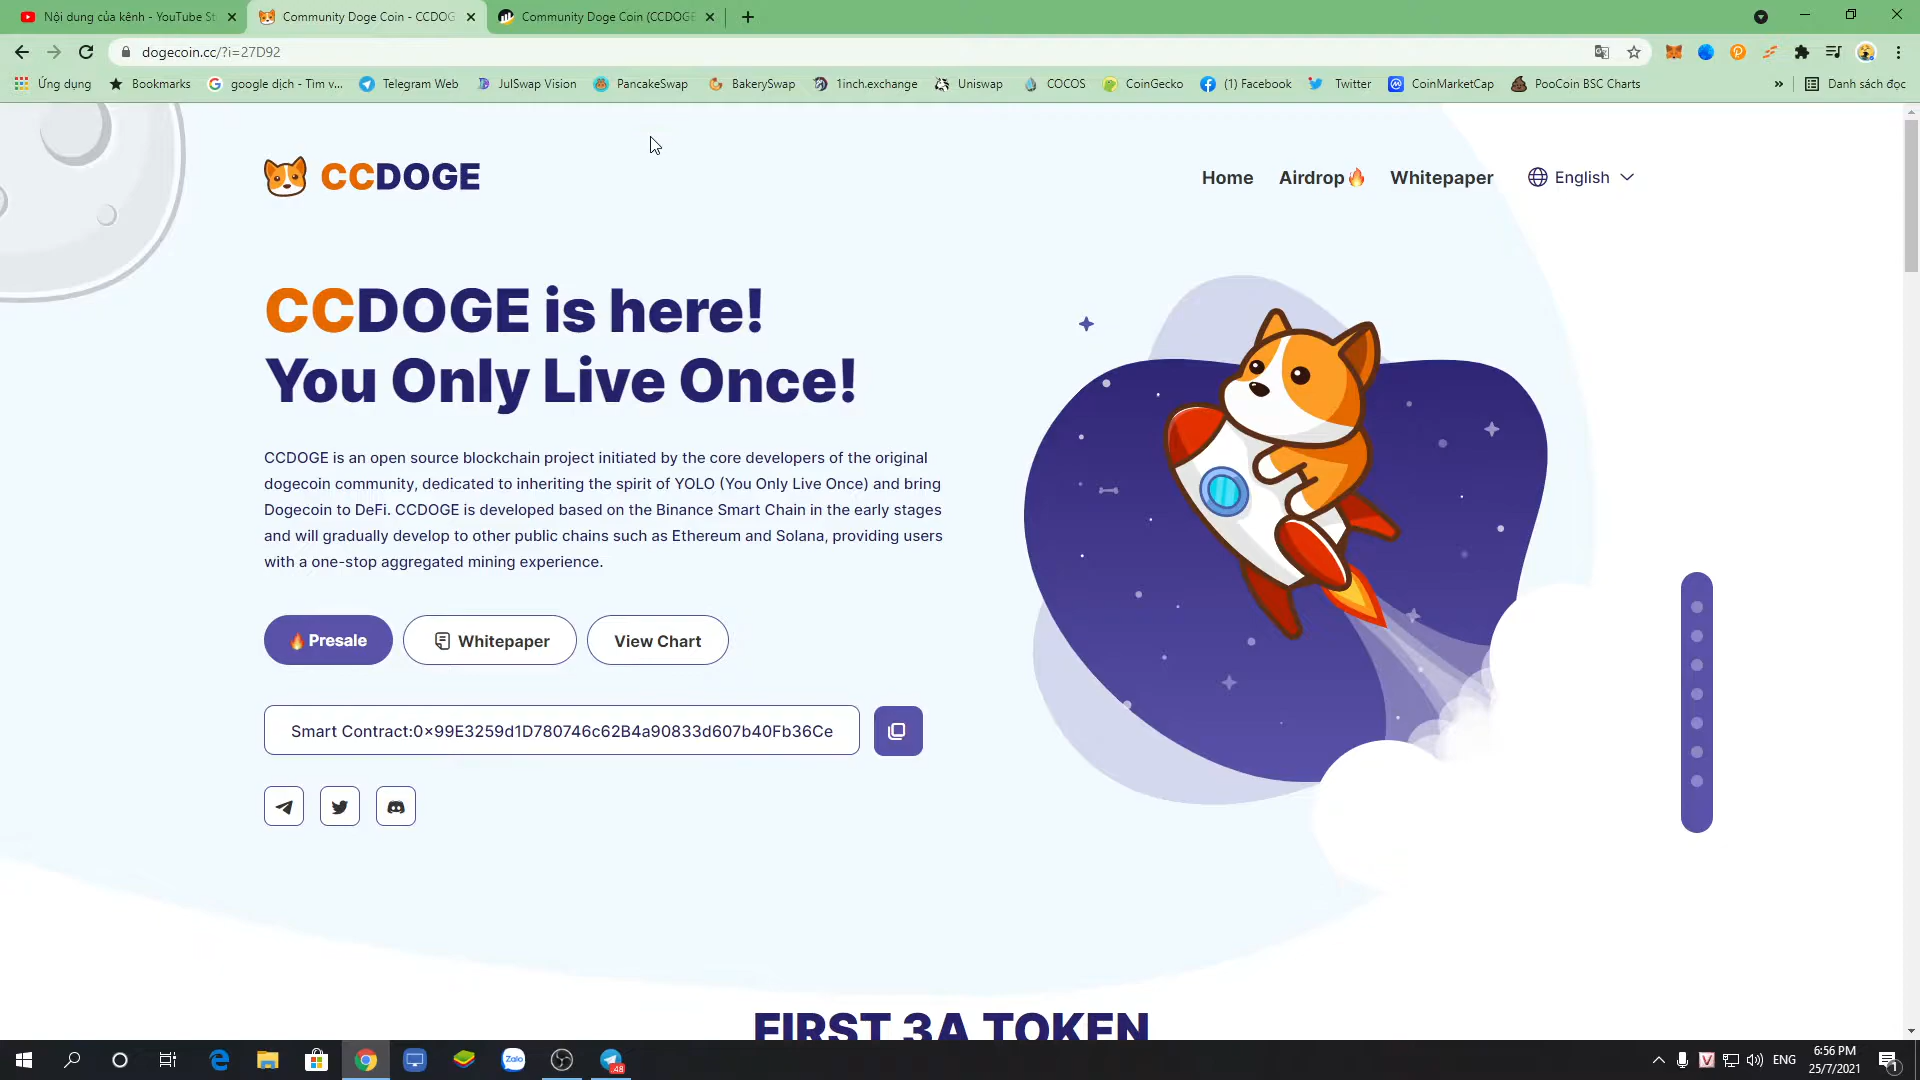 Nội dung của kênh - YouTube St
Community Doge Coin - CCDOG
Community Doge Coin (CCDOGE
dogecoin.cc/?i=27D92
Ứng dụng
Bookmarks
google dịch - Tìm v...
Telegram Web
JulSwap Vision
PancakeSwap
BakerySwap
1inch.exchange
Uniswap
COCOS
CoinGecko
(1) Facebook
Twitter
CoinMarketCap
PooCoin BSC Charts
»
Danh sách đọc
CCDOGE
Home
Airdrop
Whitepaper
English
CCDOGE is here!
You Only Live Once!
CCDOGE is an open source blockchain project initiated by the core developers of the original
dogecoin community, dedicated to inheriting the spirit of YOLO (You Only Live Once) and bring
Dogecoin to DeFi. CCDOGE is developed based on the Binance Smart Chain in the early stages
and will gradually develop to other public chains such as Ethereum and Solana, providing users
with a one-stop aggregated mining experience.
Presale
Whitepaper
View Chart
Smart Contract:0x99E3259d1D780746c62B4a90833d607b40Fb36Ce
FIRST 3A TOKEN
Zalo
48
V
ENG
6:56 PM
25/7/2021
1